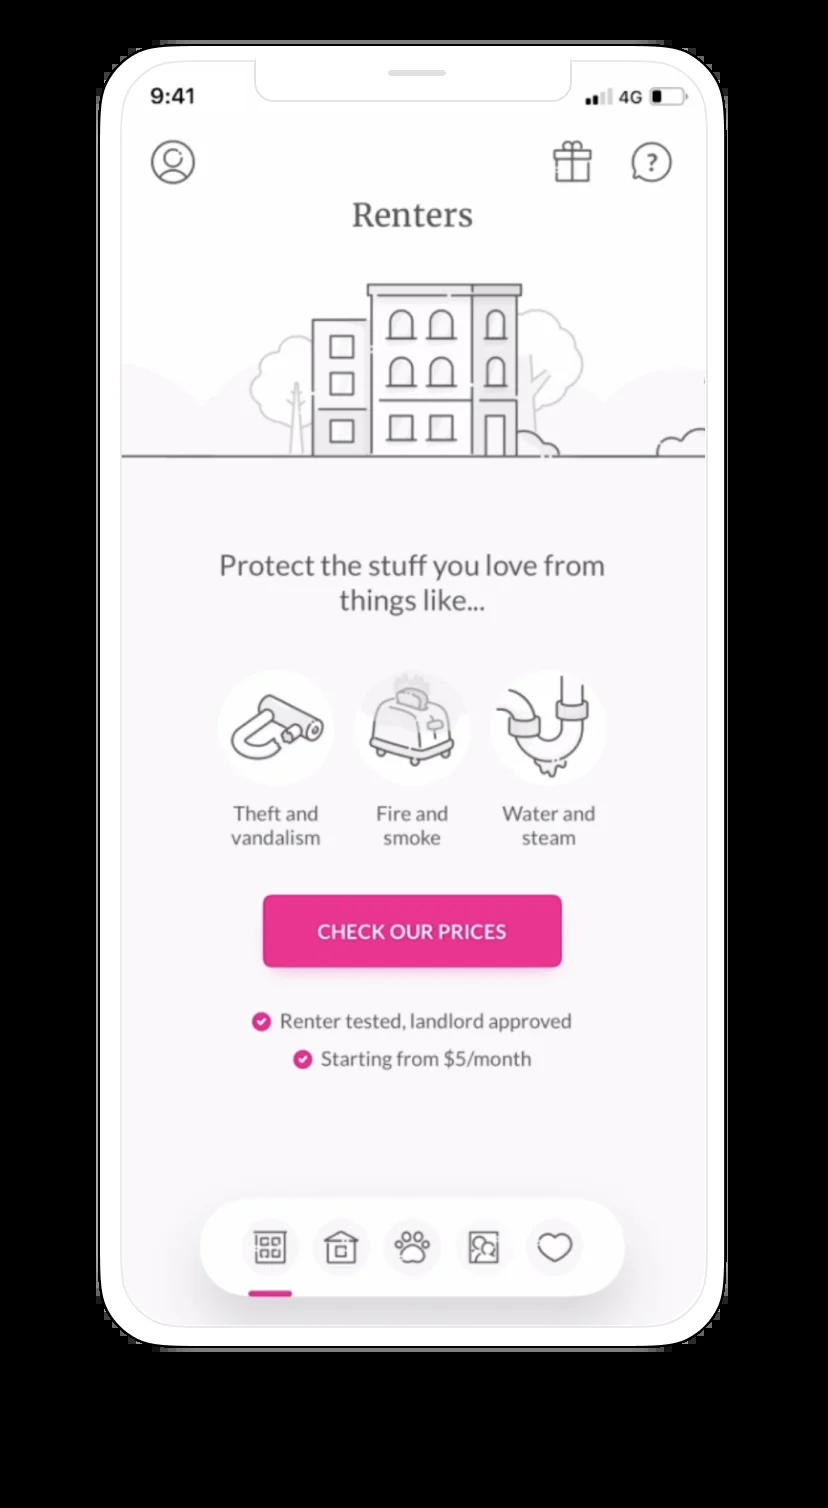 9:41
4G
?
Renters
Protect the stuff you love from
things like...
Theft and
vandalism
Fire and
smoke
Water and
steam
CHECK OUR PRICES
Renter tested, landlord approved
Starting from $5/month